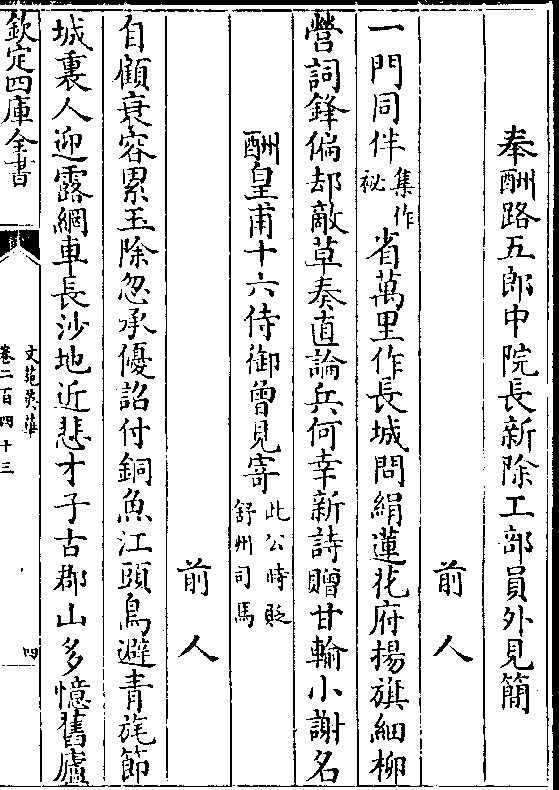 奉酬路五郎中院長新除工部員外見簡
前人
一門同伴集作祕省萬里作長城問絹蓮花府揚旗細柳
營詞鋒偏却敵草奏直論兵何幸新詩贈甘輸小謝名
酬皇甫十六侍御曾見寄此公時貶舒州司馬
前人
自顧衰容累玉除忽承優詔付銅魚江頭鳥避青旄節
城裏人迎露網車長沙地近悲才子古郡山多憶舊廬
欽定四庫全書
文苑英華
卷二百四十三
四